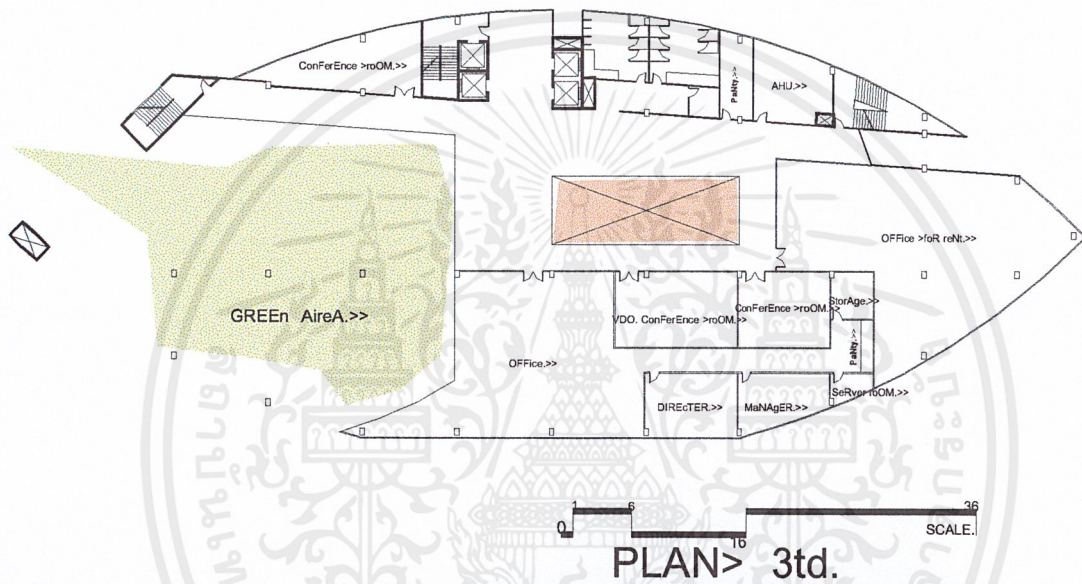 ConFerEnce >roOM.>>
PaNty.>>
AHU.>>
OFFice >foR reNt.>>
GREEn AireA.>>
VDO. ConFerEnce >roOM.>>
ConFerEnce >roOM.>>
StorAge.>>
PaNty.>>
OFFice.>>
DIREcTER.>>
MaNAgER.>>
SeRver roOM.>>
0 1 6 16 36
SCALE.
PLAN> 3td.